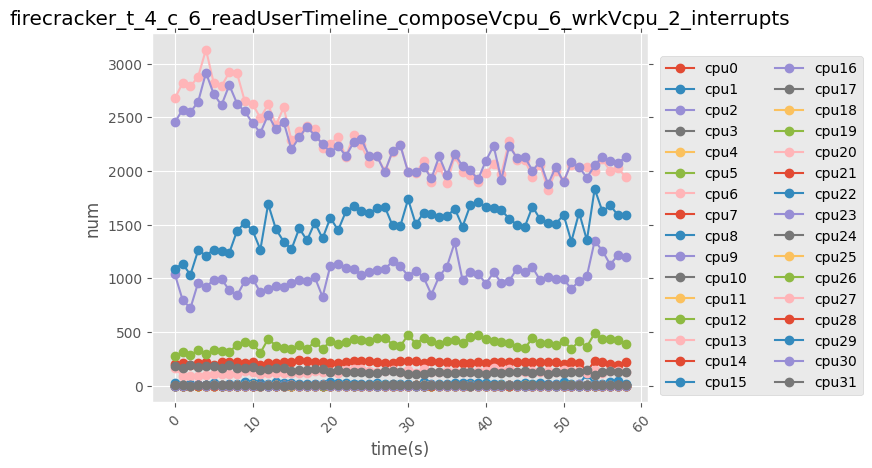 firecracker_t_4_c_6_readUserTimeline_composeVcpu_6_wrkVcpu_2_interrupts
3000
2500
2000
1500
1000
500
0
num
0
10
20
30
40
50
60
time(s)
cpu0
cpu1
cpu2
cpu3
cpu4
cpu5
cpu6
cpu7
cpu8
cpu9
cpu10
cpu11
cpu12
cpu13
cpu14
cpu15
cpu16
cpu17
cpu18
cpu19
cpu20
cpu21
cpu22
cpu23
cpu24
cpu25
cpu26
cpu27
cpu28
cpu29
cpu30
cpu31